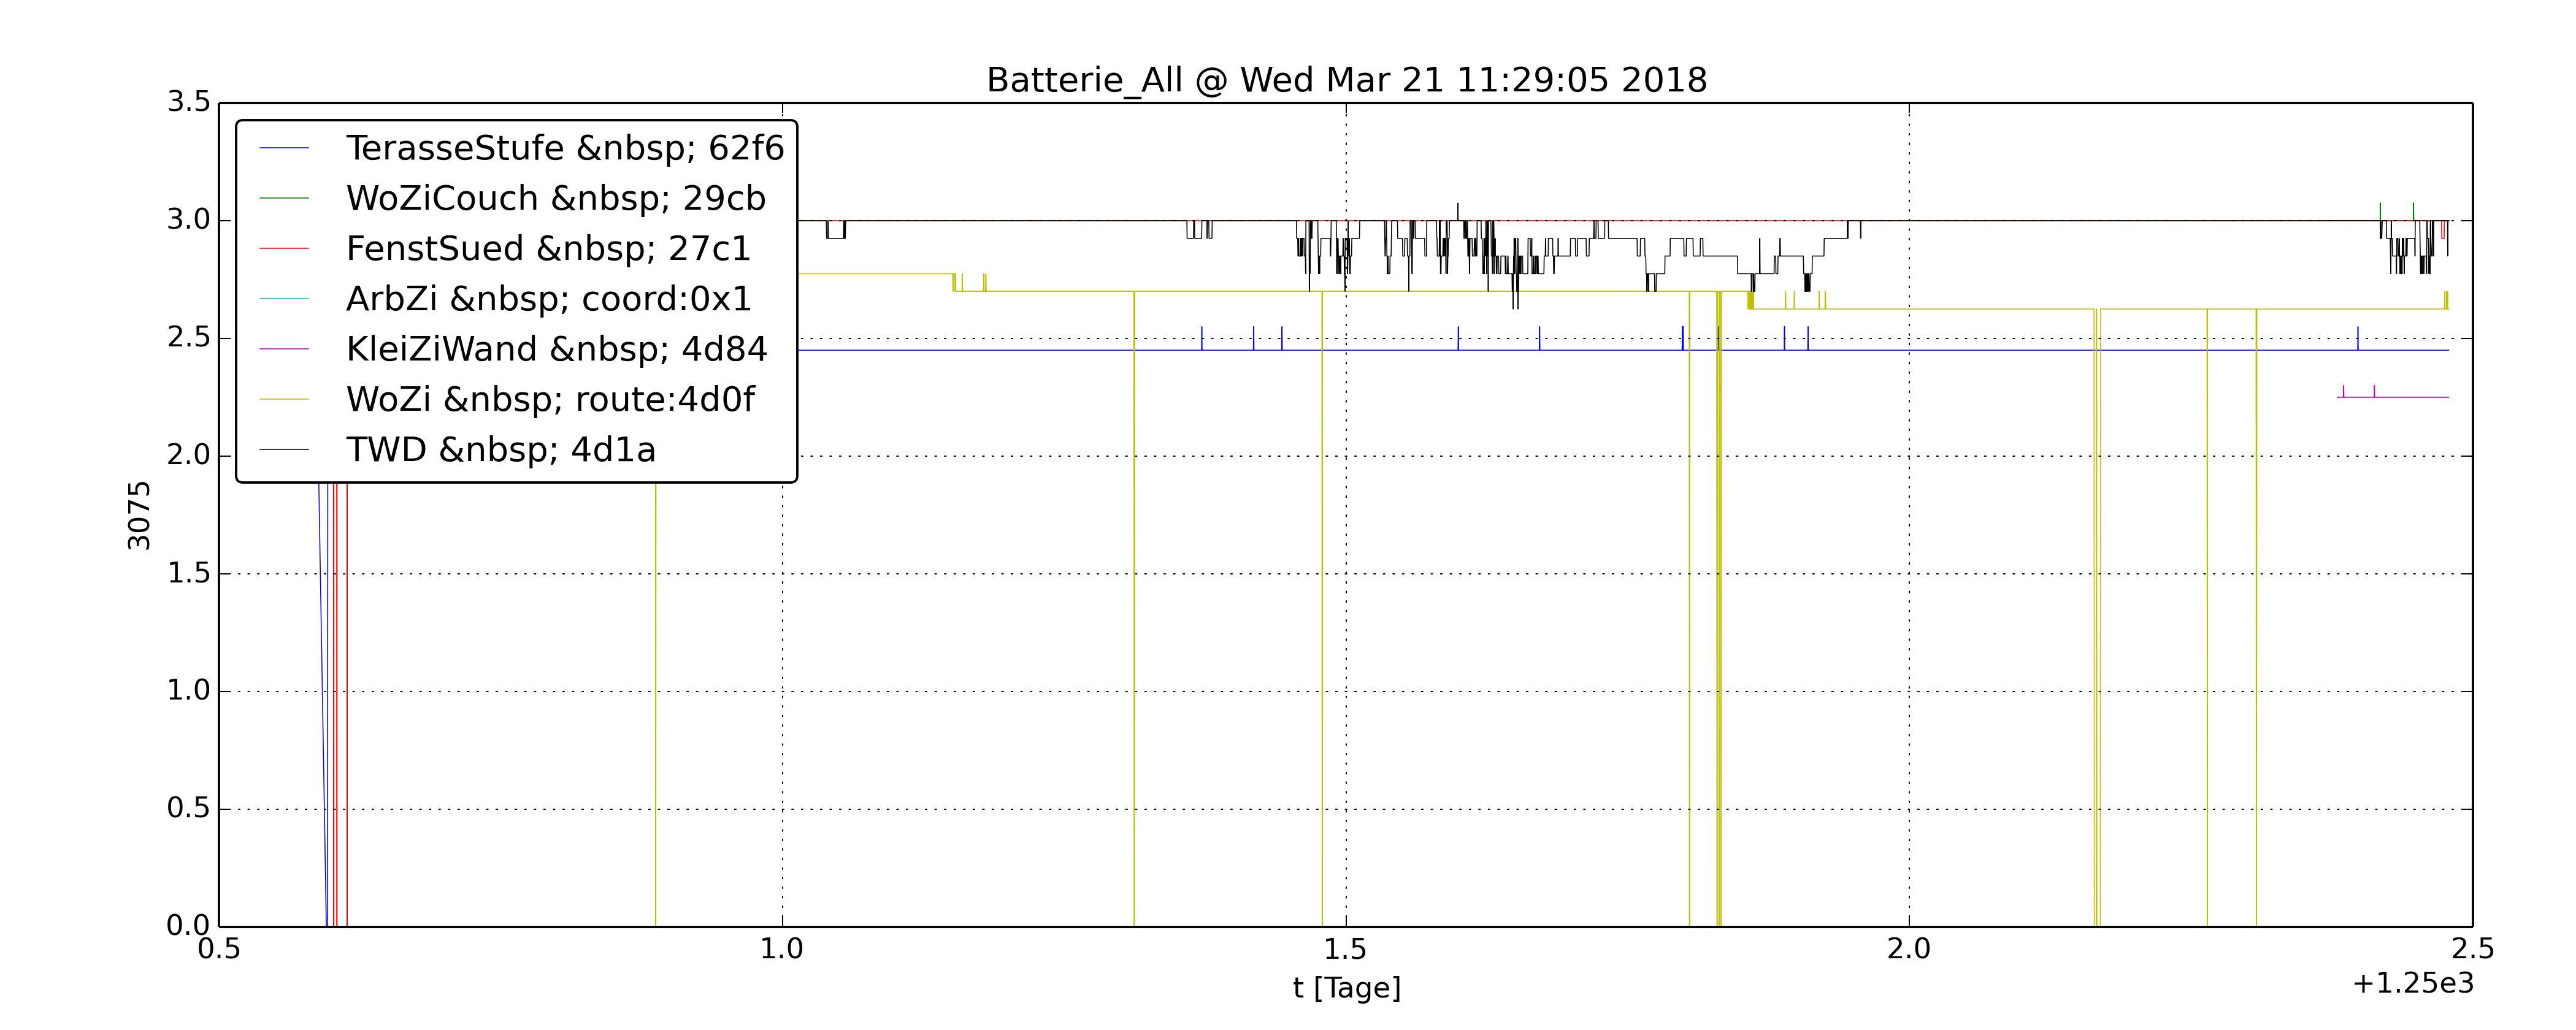 Batterie_All @ Wed Mar 21 11:29:05 2018
3.5
3.0
2.5
2.0
1.5
1.0
0.5
0.0
3075
TerasseStufe &nbsp; 62f6
WoZiCouch &nbsp; 29cb
FenstSued &nbsp; 27c1
ArbZi &nbsp; coord:0x1
KleiZiWand &nbsp; 4d84
WoZi &nbsp; route:4d0f
TWD &nbsp; 4d1a
0.5 1.0 1.5 2.0 2.5
t [Tage]
+1.25e3